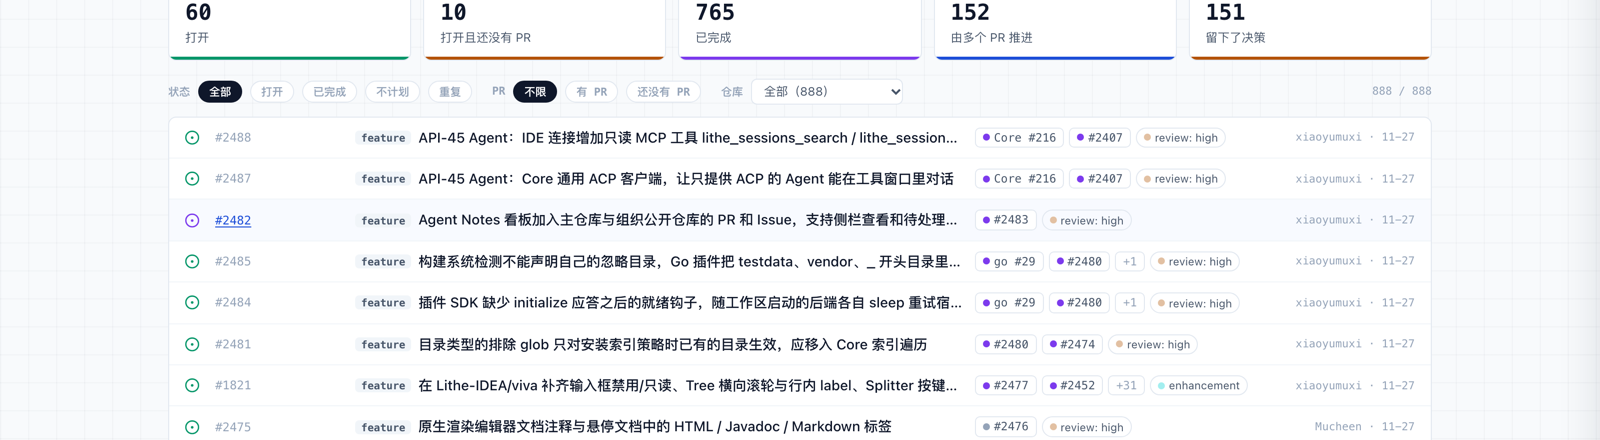 60 10 765 152 151
打开 打开且还没有 PR 已完成 由多个 PR 推进 留下了决策
状态 全部 打开 已完成 不计划 重复 PR 不限 有 PR 还没有 PR 仓库 全部（888） 888 / 888
#2488 feature API-45 Agent：IDE 连接增加只读 MCP 工具 lithe_sessions_search / lithe_session... Core #216 #2407 review: high xiaoyumuxi · 11-27
#2487 feature API-45 Agent：Core 通用 ACP 客户端，让只提供 ACP 的 Agent 能在工具窗口里对话 Core #216 #2407 review: high xiaoyumuxi · 11-27
#2482 feature Agent Notes 看板加入主仓库与组织公开仓库的 PR 和 Issue，支持侧栏查看和待处理... #2483 review: high xiaoyumuxi · 11-27
#2485 feature 构建系统检测不能声明自己的忽略目录，Go 插件把 testdata、vendor、_ 开头目录里... go #29 #2480 +1 review: high xiaoyumuxi · 11-27
#2484 feature 插件 SDK 缺少 initialize 应答之后的就绪钩子，随工作区启动的后端各自 sleep 重试宿... go #29 #2480 +1 review: high xiaoyumuxi · 11-27
#2481 feature 目录类型的排除 glob 只对安装索引策略时已有的目录生效，应移入 Core 索引遍历 #2480 #2474 review: high xiaoyumuxi · 11-27
#1821 feature 在 Lithe-IDEA/viva 补齐输入框禁用/只读、Tree 横向滚轮与行内 label、Splitter 按键... #2477 #2452 +31 enhancement xiaoyumuxi · 11-27
#2475 feature 原生渲染编辑器文档注释与悬停文档中的 HTML / Javadoc / Markdown 标签 #2476 review: high Mucheen · 11-27